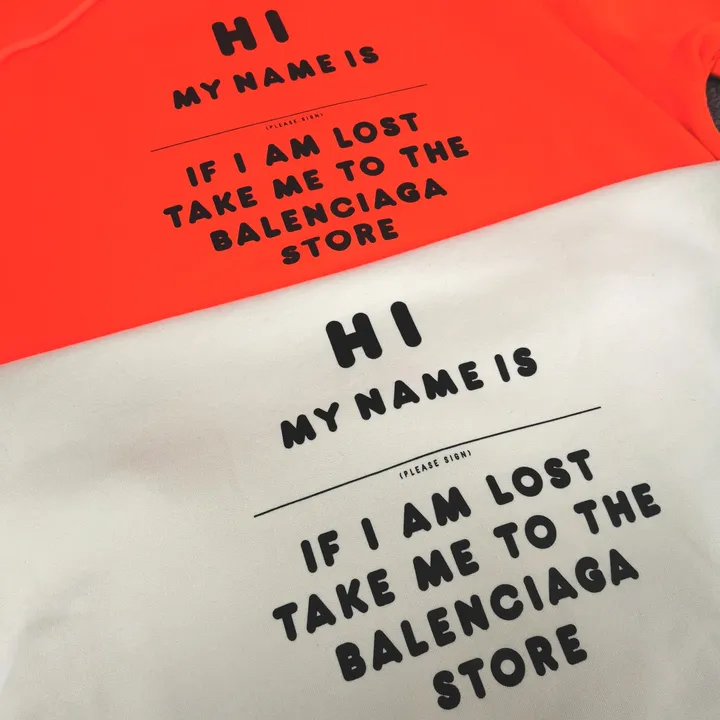 HI
MY NAME IS
(PLEASE SIGN)
IF I AM LOST
TAKE ME TO THE
BALENCIAGA
STORE
HI
MY NAME IS
(PLEASE SIGN)
IF I AM LOST
TAKE ME TO THE
BALENCIAGA
STORE